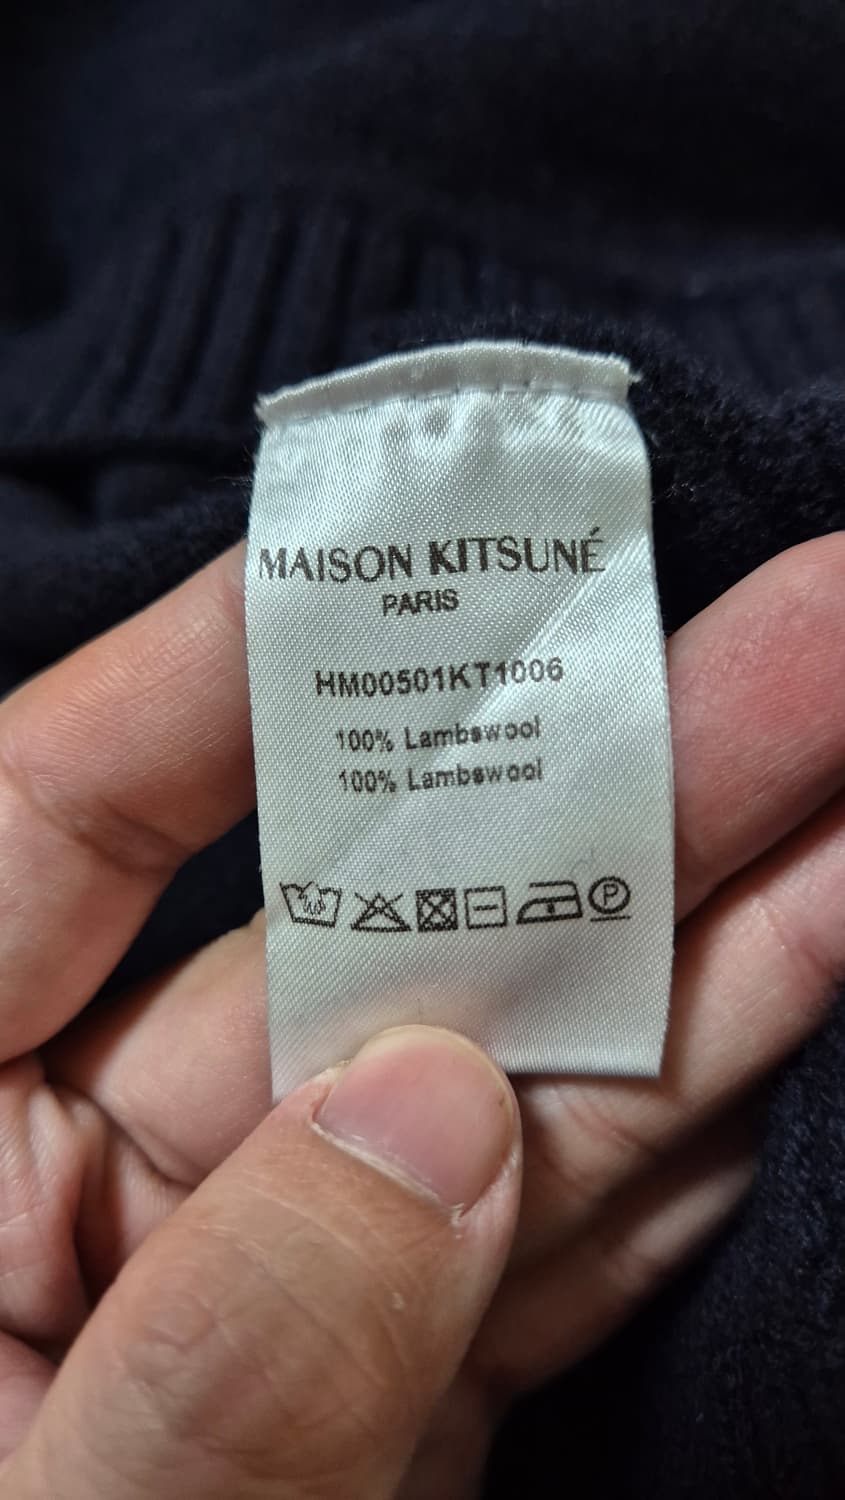 MAISON KITSUNÉ
PARIS
HM00501KT1006
100% Lambswool
100% Lambswool
P